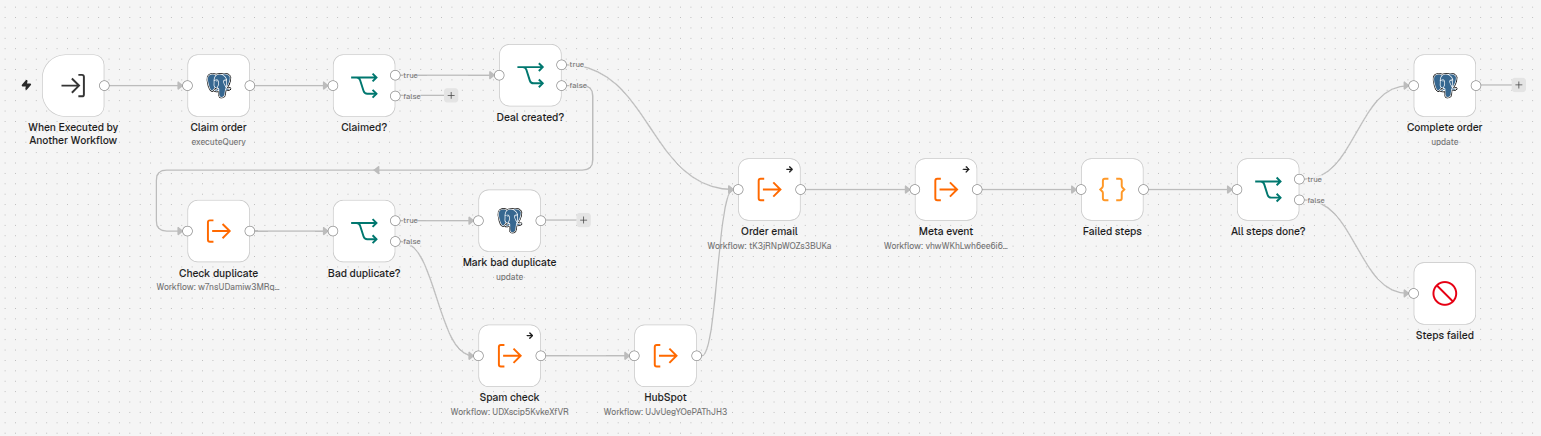 When Executed by
Another Workflow
Claim order
executeQuery
Claimed?
true
false
Deal created?
true
false
Check duplicate
Workflow: w7nsUDamiw3MRq...
Bad duplicate?
true
false
Mark bad duplicate
update
Spam check
Workflow: UDXscip5KvkeXfVR
HubSpot
Workflow: UJvUegYOePAThJH3
Order email
Workflow: tK3jRNpWOZs3BUKa
Meta event
Workflow: vhwWKhLwh6ee6i6...
Failed steps
All steps done?
true
false
Complete order
update
Steps failed